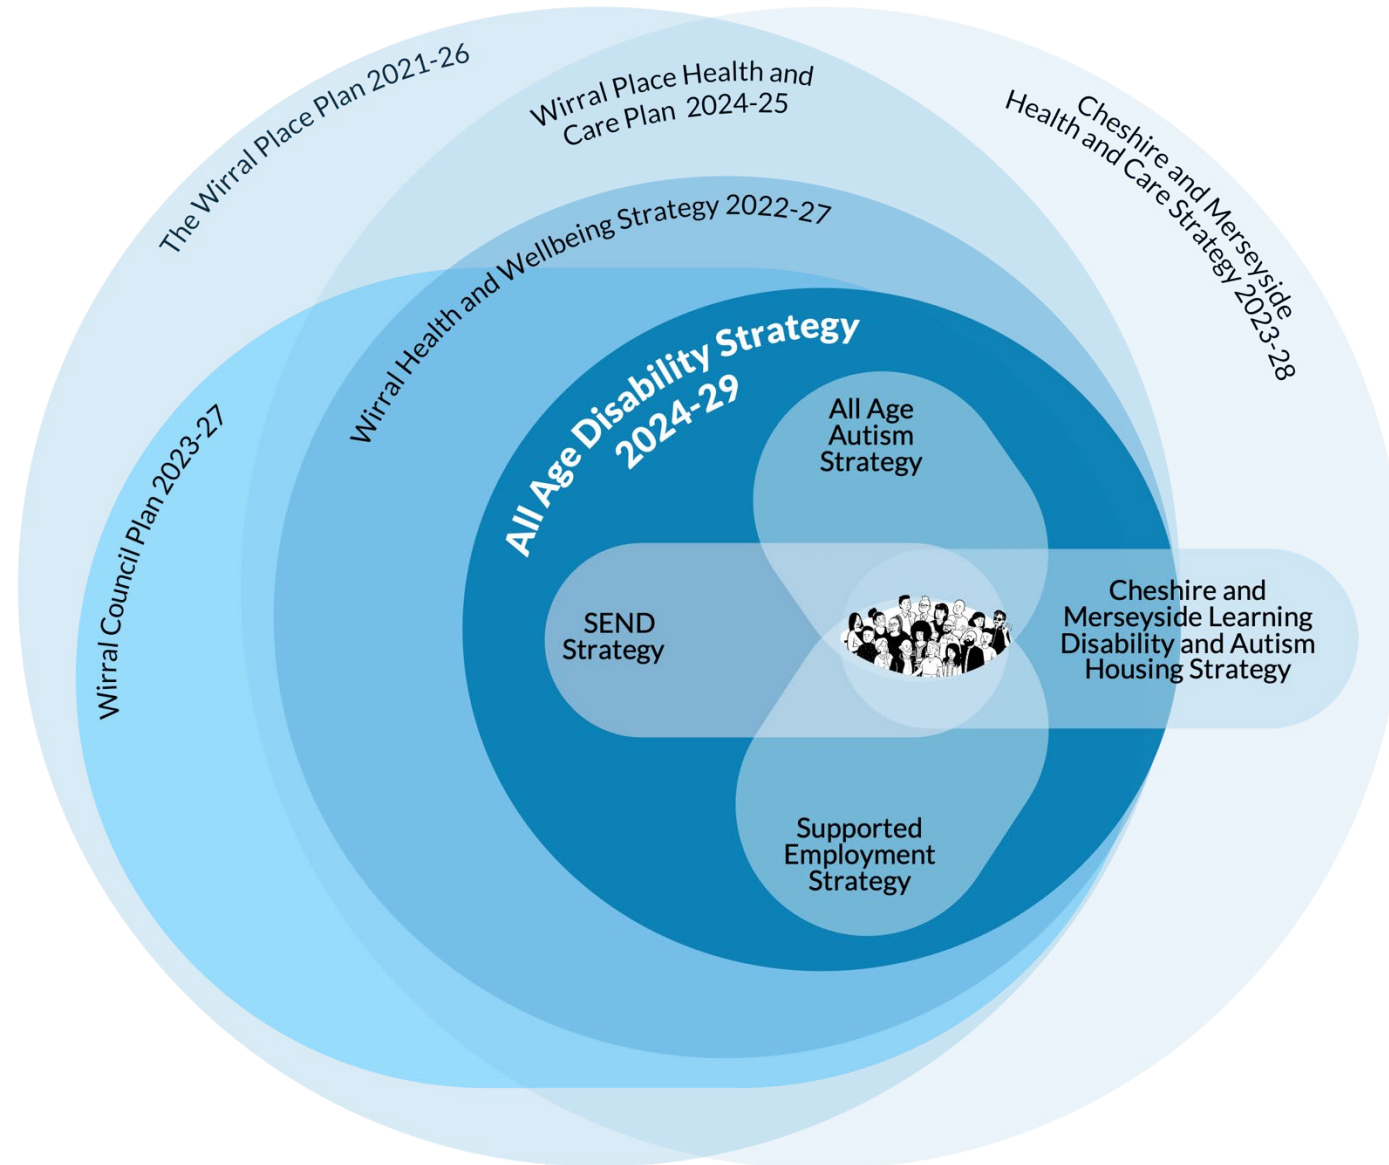 The Wirral Place Plan 2021-26
Wirral Place Health and
Care Plan 2024-25
Cheshire and Merseyside
Health and Care Strategy 2023-28
Wirral Health and Wellbeing Strategy 2022-27
Wirral Council Plan 2023-27
All Age Disability Strategy
2024-29
All Age
Autism
Strategy
SEND
Strategy
Cheshire and
Merseyside Learning
Disability and Autism
Housing Strategy
Supported
Employment
Strategy